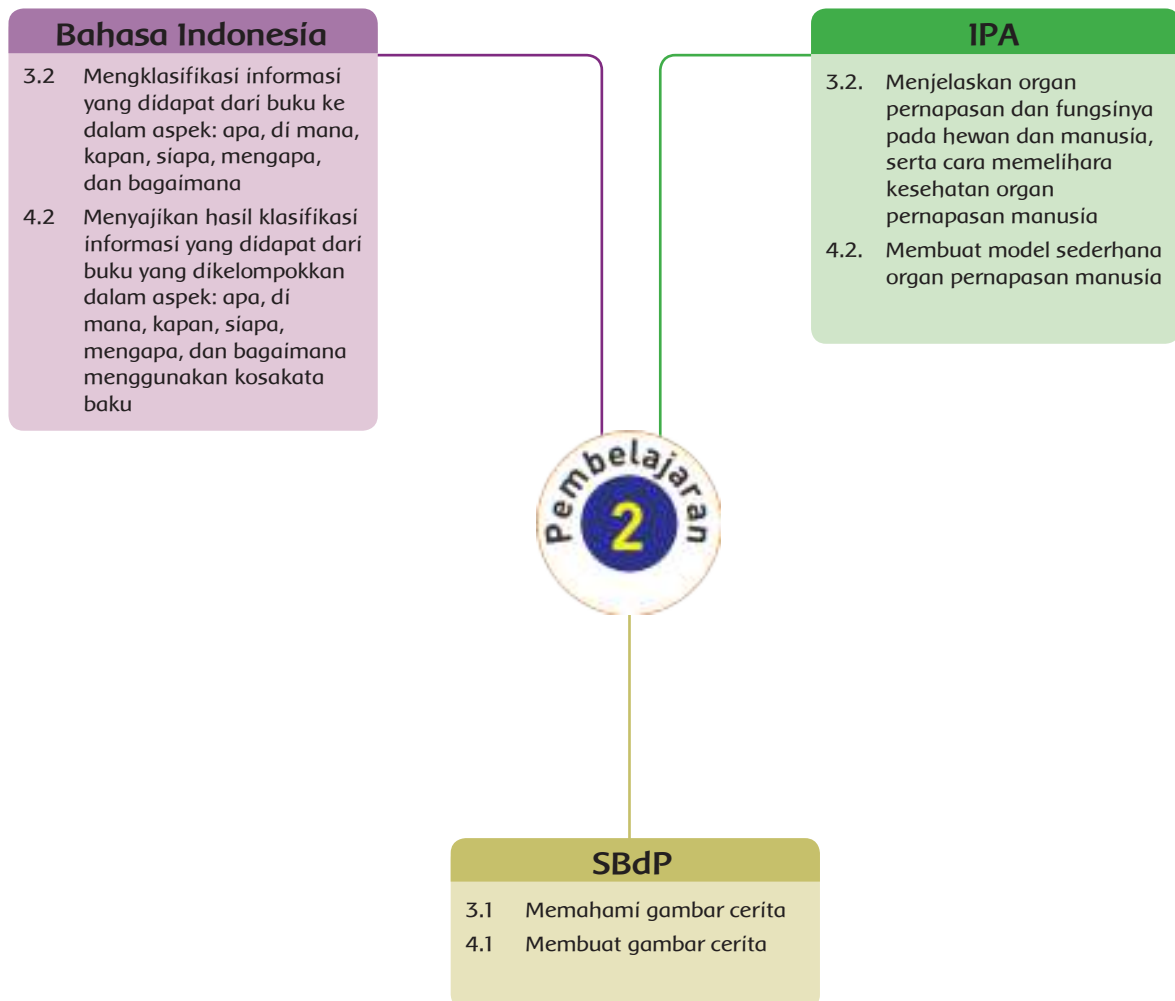 Bahasa Indonesia
3.2 Mengklasifikasi informasi
yang didapat dari buku ke
dalam aspek: apa, di mana,
kapan, siapa, mengapa,
dan bagaimana
4.2 Menyajikan hasil klasifikasi
informasi yang didapat dari
buku yang dikelompokkan
dalam aspek: apa, di
mana, kapan, siapa,
mengapa, dan bagaimana
menggunakan kosakata
baku
IPA
3.2. Menjelaskan organ
pernapasan dan fungsinya
pada hewan dan manusia,
serta cara memelihara
kesehatan organ
pernapasan manusia
4.2. Membuat model sederhana
organ pernapasan manusia
Pembelajaran
2
SBdP
3.1 Memahami gambar cerita
4.1 Membuat gambar cerita